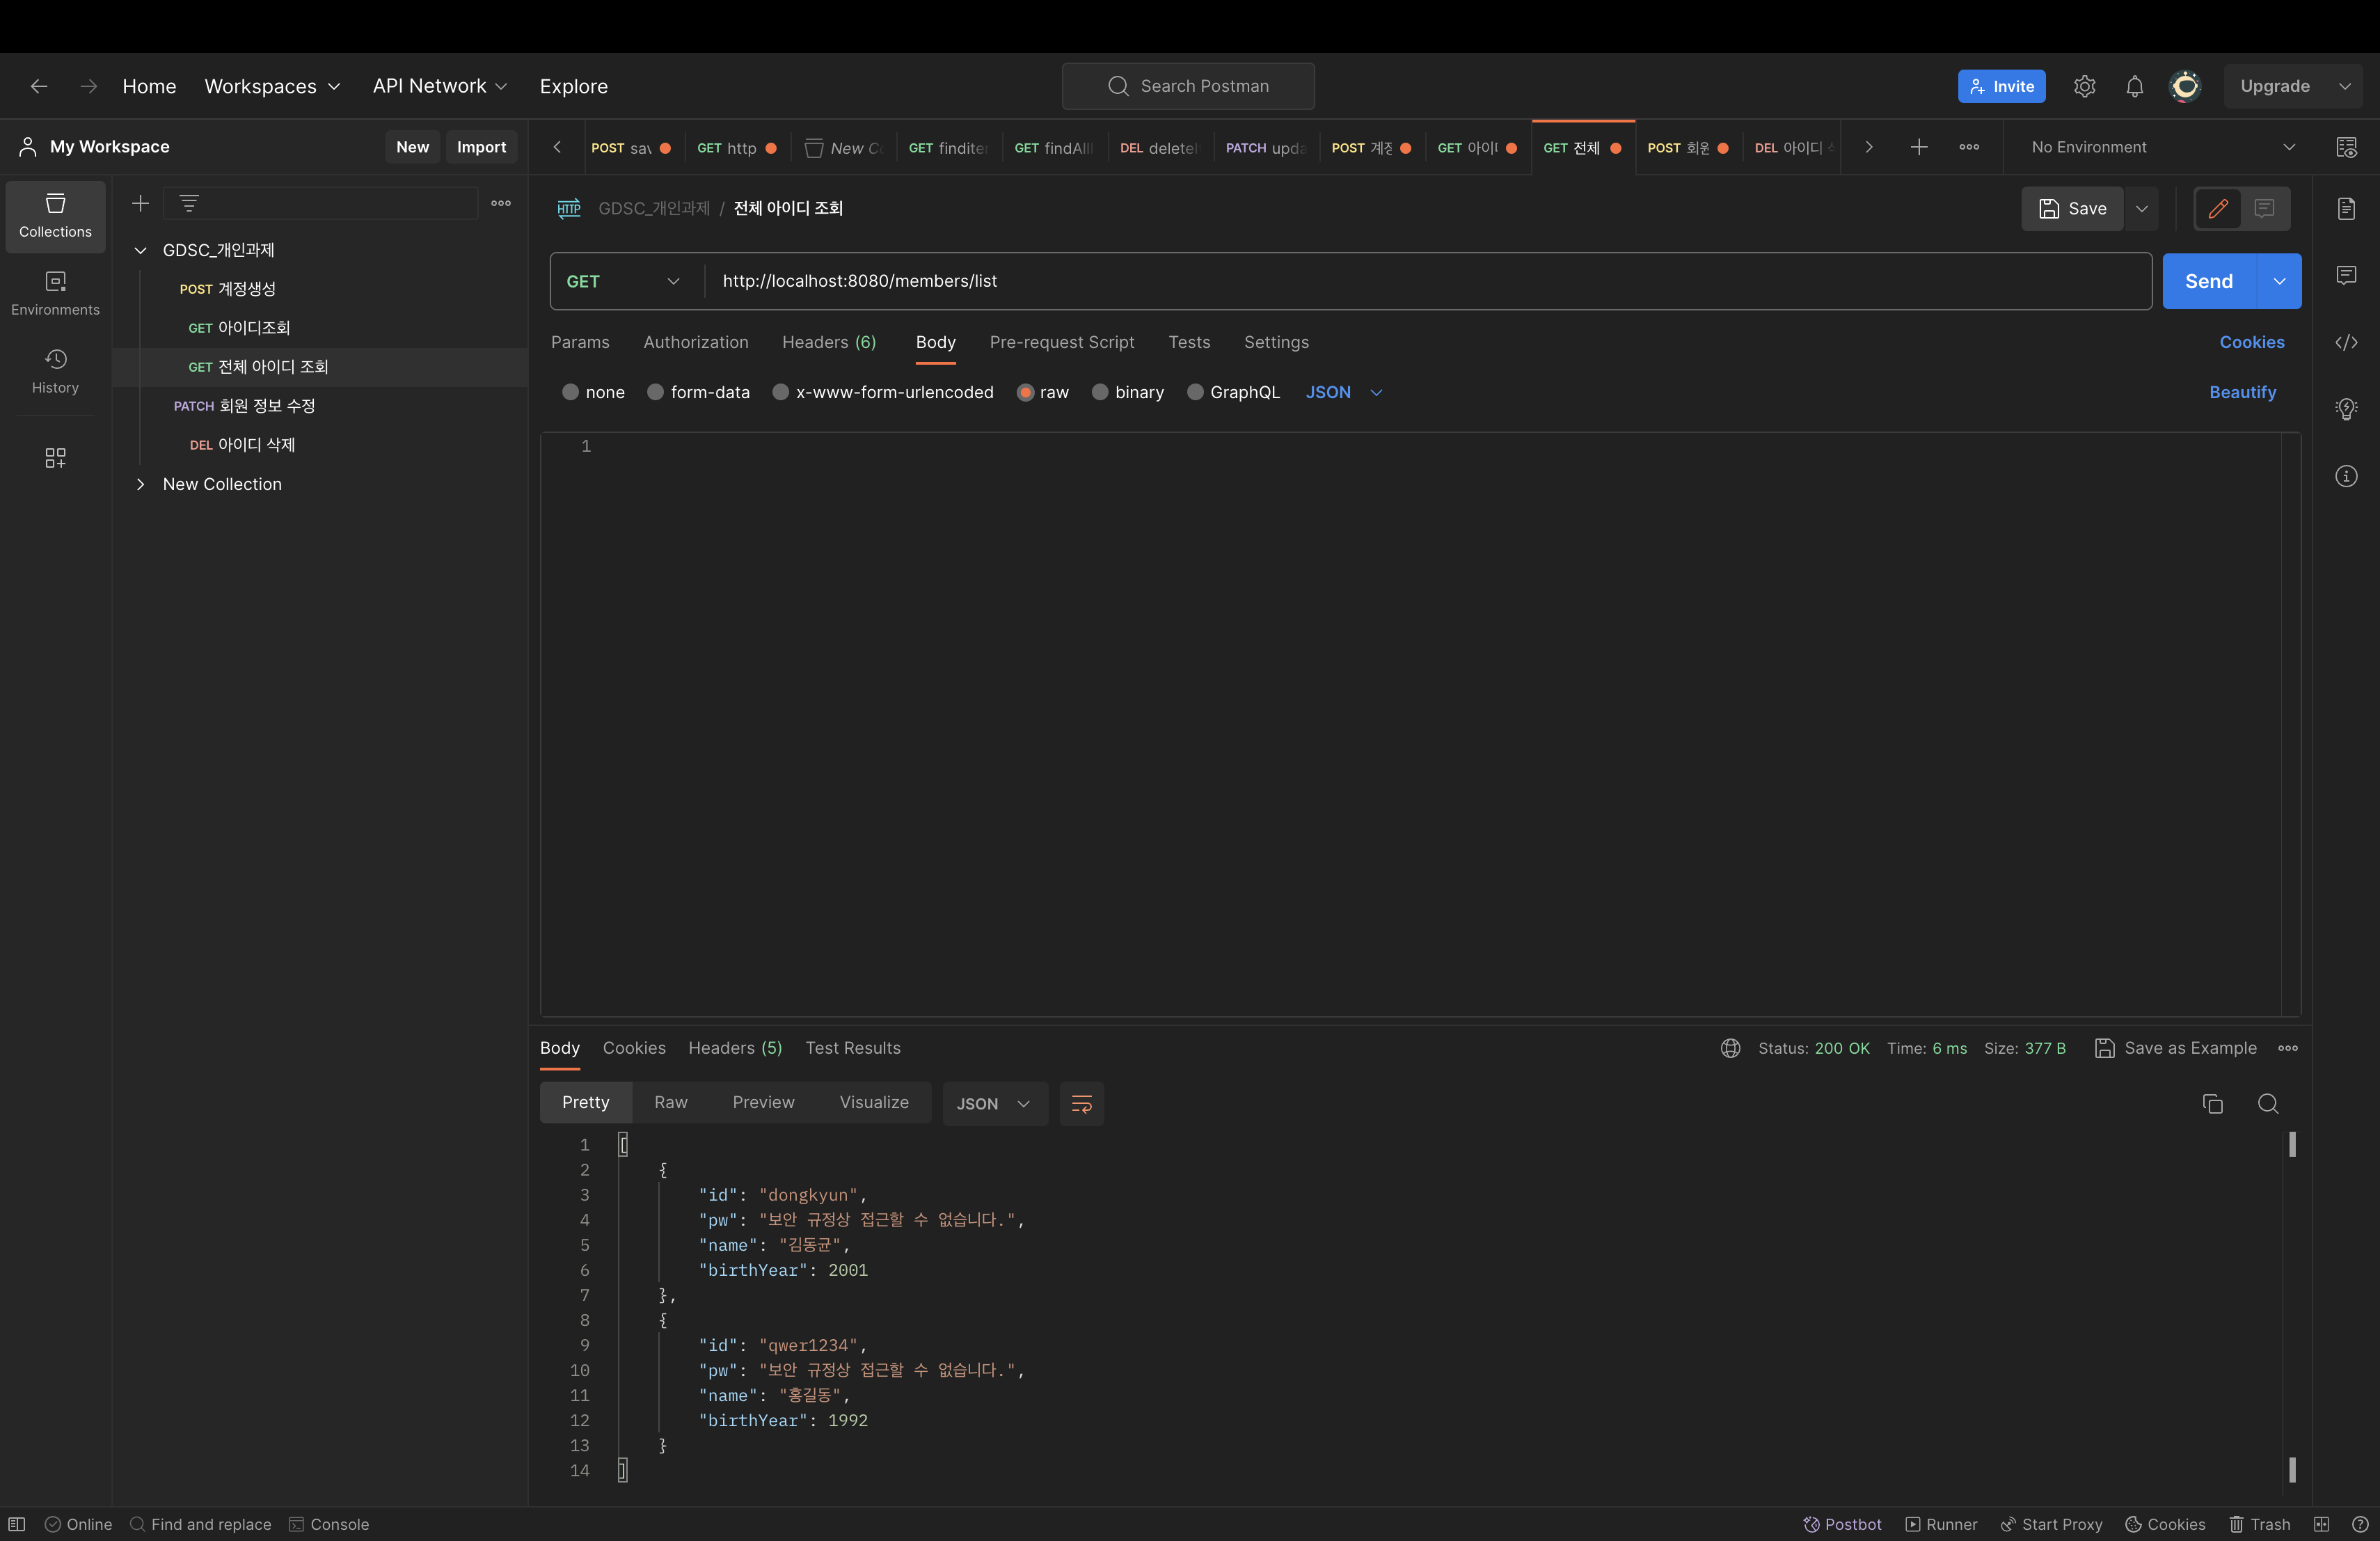 Home Workspaces API Network Explore Search Postman Invite Upgrade
My Workspace New Import POST sav GET http New Co GET finditem GET findAllI DEL deleteI PATCH upda POST 계정 GET 아이 GET 전체 POST 회원 DEL 아이디 No Environment
Collections
Environments
History
GDSC_개인과제
POST 계정생성
GET 아이디조회
GET 전체 아이디 조회
PATCH 회원 정보 수정
DEL 아이디 삭제
New Collection
HTTP GDSC_개인과제 / 전체 아이디 조회 Save
GET http://localhost:8080/members/list Send
Params Authorization Headers (6) Body Pre-request Script Tests Settings Cookies
none form-data x-www-form-urlencoded raw binary GraphQL JSON Beautify
1
Body Cookies Headers (5) Test Results Status: 200 OK Time: 6 ms Size: 377 B Save as Example
Pretty Raw Preview Visualize JSON
1 [
2 {
3 "id": "dongkyun",
4 "pw": "보안 규정상 접근할 수 없습니다.",
5 "name": "김동균",
6 "birthYear": 2001
7 },
8 {
9 "id": "qwer1234",
10 "pw": "보안 규정상 접근할 수 없습니다.",
11 "name": "홍길동",
12 "birthYear": 1992
13 }
14 ]
Online Find and replace Console Postbot Runner Start Proxy Cookies Trash